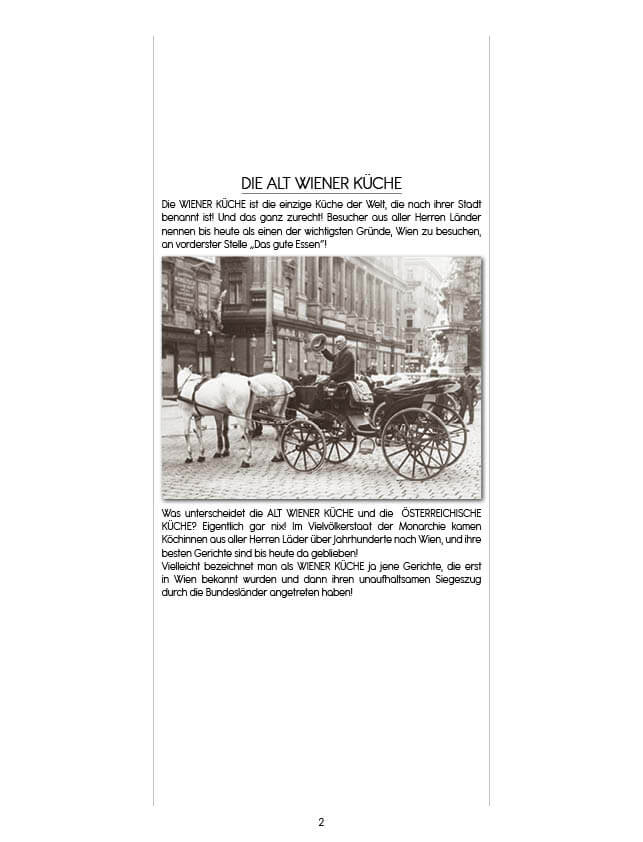 DIE ALT WIENER KÜCHE
Die WIENER KÜCHE ist die einzige Küche der Welt, die nach ihrer Stadt
benannt ist! Und das ganz zurecht! Besucher aus aller Herren Länder
nennen bis heute als einen der wichtigsten Gründe, Wien zu besuchen,
an vorderster Stelle „Das gute Essen"!
Was unterscheidet die ALT WIENER KÜCHE und die ÖSTERREICHISCHE
KÜCHE? Eigentlich gar nix! Im Vielvölkerstaat der Monarchie kamen
Köchinnen aus aller Herren Läder über Jahrhunderte nach Wien, und ihre
besten Gerichte sind bis heute da geblieben!
Vielleicht bezeichnet man als WIENER KÜCHE ja jene Gerichte, die erst
in Wien bekannt wurden und dann ihren unaufhaltsamen Siegeszug
durch die Bundesländer angetreten haben!
2